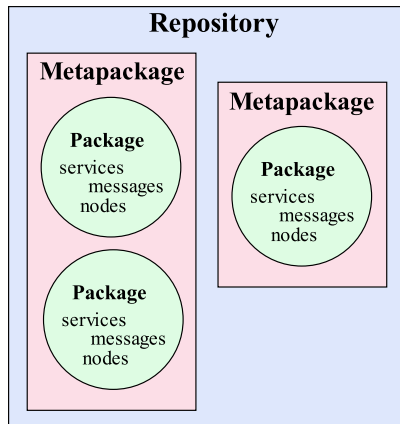 Repository
Metapackage
Package
services
messages
nodes
Package
services
messages
nodes
Metapackage
Package
services
messages
nodes